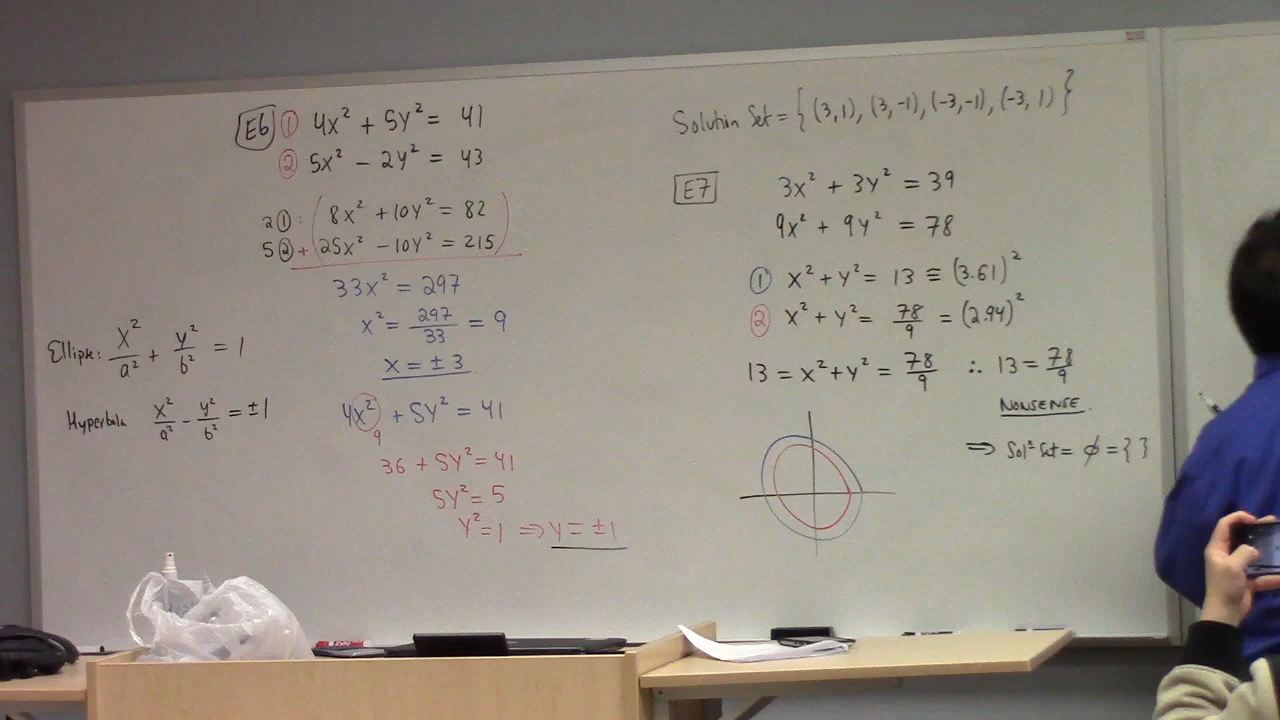 E6 ① 4x² + 5y² = 41
② 5x² − 2y² = 43
2①: 8x² + 10y² = 82
5② + 25x² − 10y² = 215
33x² = 297
x² = 297/33 = 9
x = ± 3
4x² + 5y² = 41
9
36 + 5y² = 41
5y² = 5
y² = 1 ⇒ y = ±1
Ellipse: x²/a² + y²/b² = 1
Hyperbola x²/a² − y²/b² = ±1
Solution Set = {(3,1), (3,-1), (-3,-1), (-3,1)}
E7 3x² + 3y² = 39
9x² + 9y² = 78
① x² + y² = 13 ≡ (3.61)²
② x² + y² = 78/9 = (2.94)²
13 = x² + y² = 78/9 ∴ 13 = 78/9
NONSENSE.
⇒ Solⁿ Set = ϕ = { }